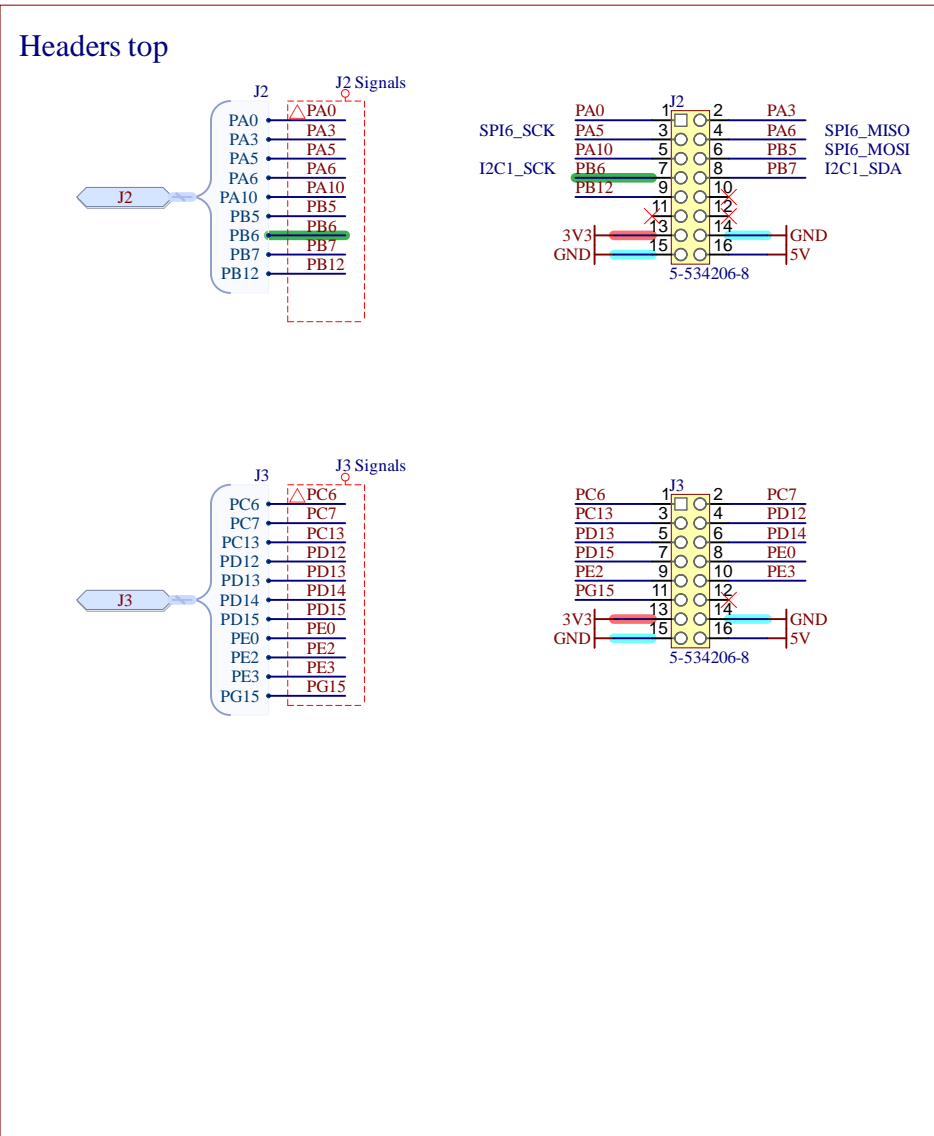 Headers top
J2 Signals
J2
PA0 PA0
PA3 PA3
PA5 PA5
PA6 PA6
J2 PA10 PA10
PB5 PB5
PB6 PB6
PB7 PB7
PB12 PB12
J2
PA0 1 2 PA3
SPI6_SCK PA5 3 4 PA6 SPI6_MISO
PA10 5 6 PB5 SPI6_MOSI
I2C1_SCK PB6 7 8 PB7 I2C1_SDA
PB12 9 10
11 12
3V3 13 14 GND
GND 15 16 5V
5-534206-8
J3 Signals
J3
PC6 PC6
PC7 PC7
PC13 PC13
PD12 PD12
PD13 PD13
J3 PD14 PD14
PD15 PD15
PE0 PE0
PE2 PE2
PE3 PE3
PG15 PG15
J3
PC6 1 2 PC7
PC13 3 4 PD12
PD13 5 6 PD14
PD15 7 8 PE0
PE2 9 10 PE3
PG15 11 12
3V3 13 14 GND
GND 15 16 5V
5-534206-8